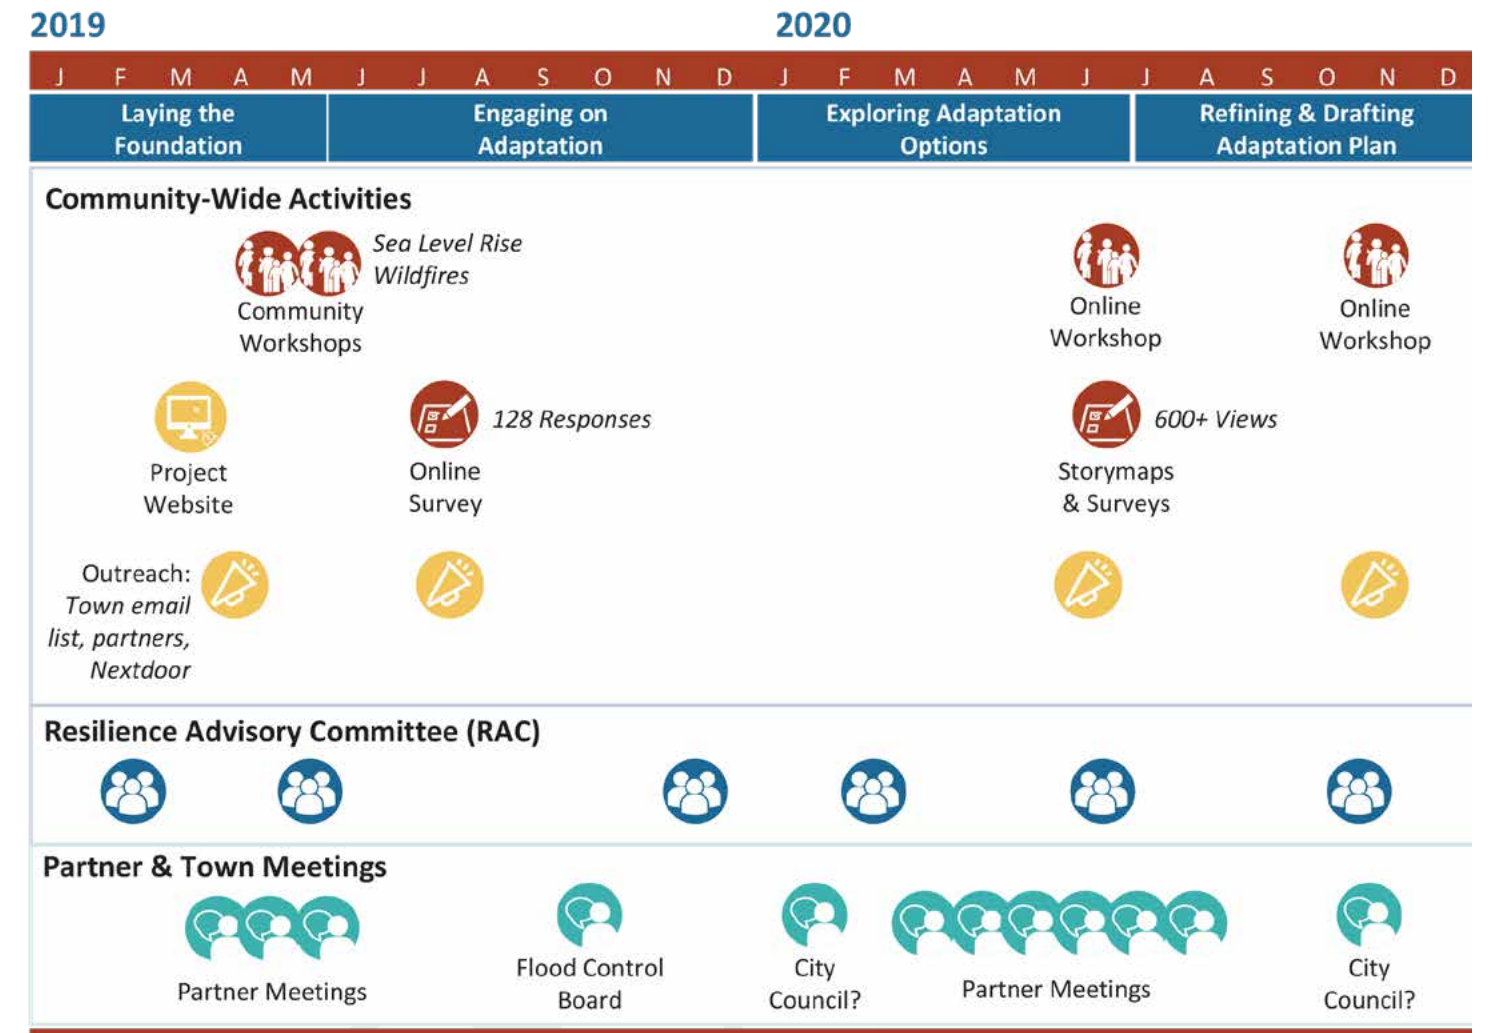 2019 2020
J F M A M J J A S O N D J F M A M J J A S O N D
Laying the
Foundation
Engaging on
Adaptation
Exploring Adaptation
Options
Refining & Drafting
Adaptation Plan
Community-Wide Activities
Sea Level Rise
Wildfires
Community
Workshops
Online
Workshop
Online
Workshop
Project
Website
128 Responses
Online
Survey
600+ Views
Storymaps
& Surveys
Outreach:
Town email
list, partners,
Nextdoor
Resilience Advisory Committee (RAC)
Partner & Town Meetings
Partner Meetings
Flood Control
Board
City
Council?
Partner Meetings
City
Council?